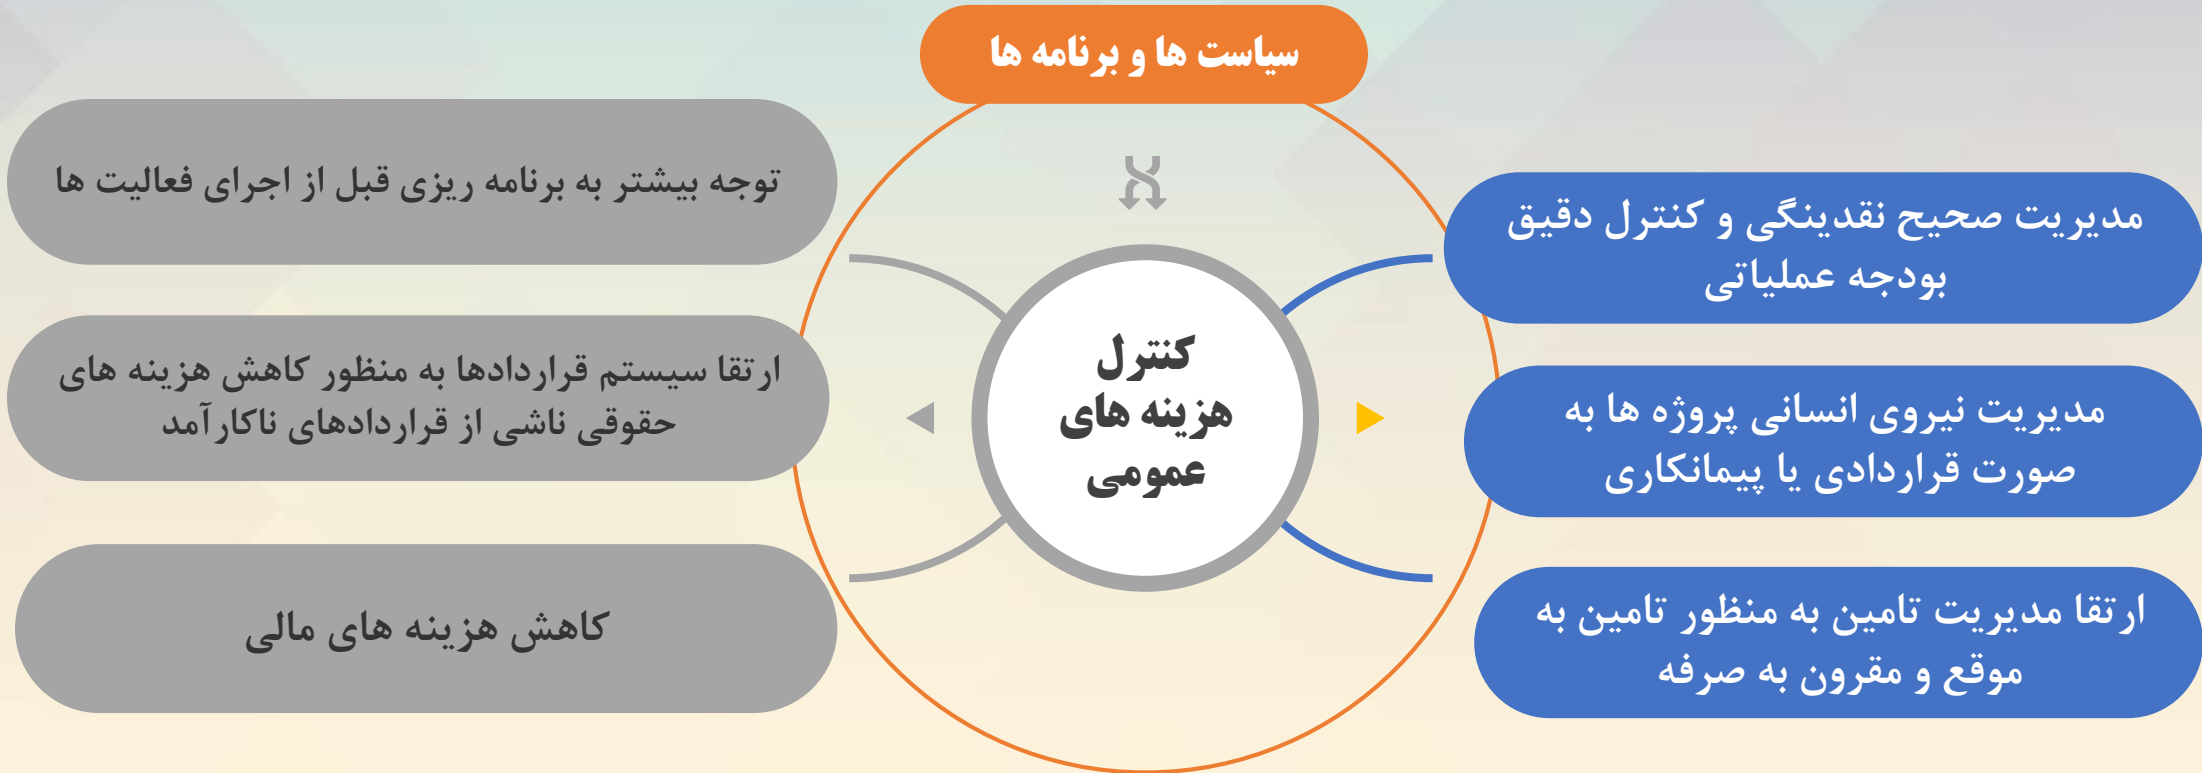 سیاست ها و برنامه ها
مدیریت صحیح نقدینگی و کنترل دقیق
بودجه عملیاتی
مدیریت نیروی انسانی پروژه ها به
صورت قراردادی یا پیمانکاری
ارتقا مدیریت تامین به منظور تامین به
موقع و مقرون به صرفه
کنترل
هزینه های
عمومی
توجه بیشتر به برنامه ریزی قبل از اجرای فعالیت ها
ارتقا سیستم قراردادها به منظور کاهش هزینه های
حقوقی ناشی از قراردادهای ناکارآمد
کاهش هزینه های مالی